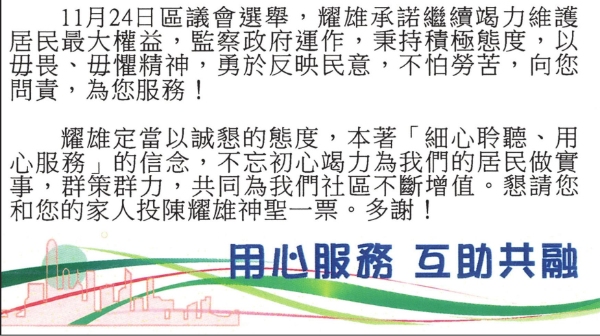 11月24日區議會選舉，耀雄承諾繼續竭力維護
居民最大權益，監察政府運作，秉持積極態度，以
毋畏、毋懼精神，勇於反映民意，不怕勞苦，向您
問責，為您服務！
耀雄定當以誠懇的態度，本著「細心聆聽、用
心服務」的信念，不忘初心竭力為我們的居民做實
事，群策群力，共同為我們社區不斷增值。懇請您
和您的家人投陳耀雄神聖一票。多謝！
用心服務 互助共融